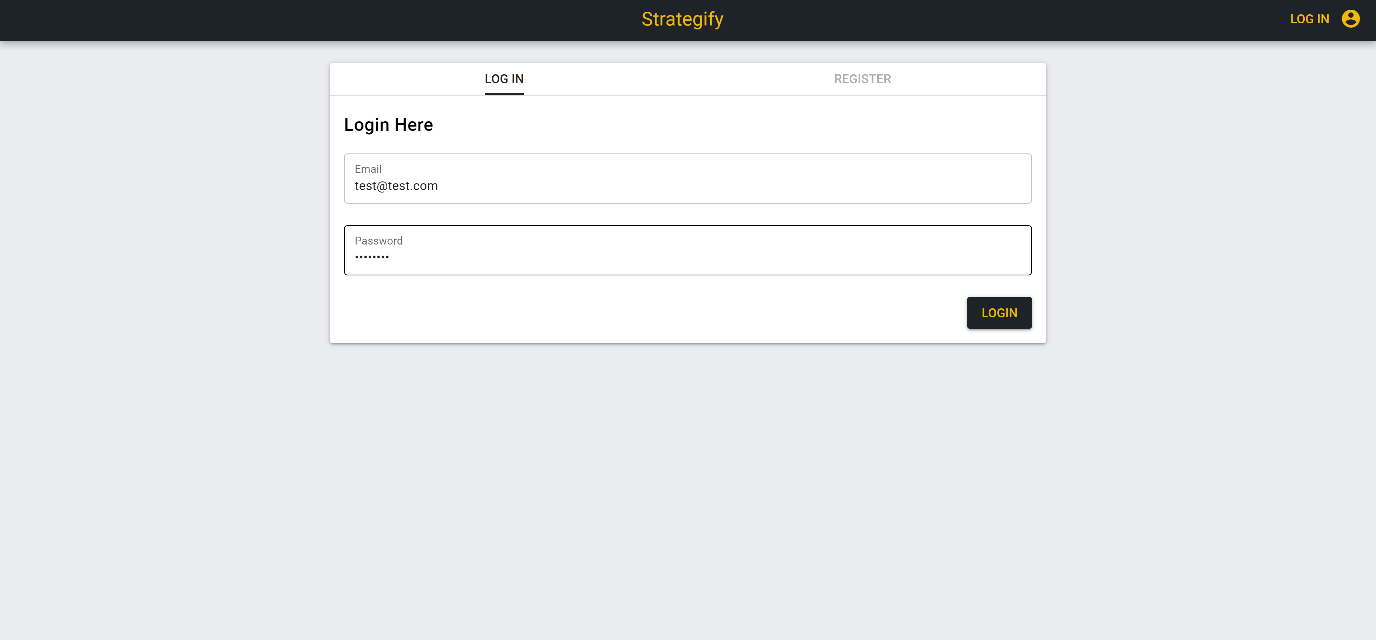 Strategify
LOG IN
LOG IN
REGISTER
Login Here
Email
test@test.com
Password
••••••••
LOGIN